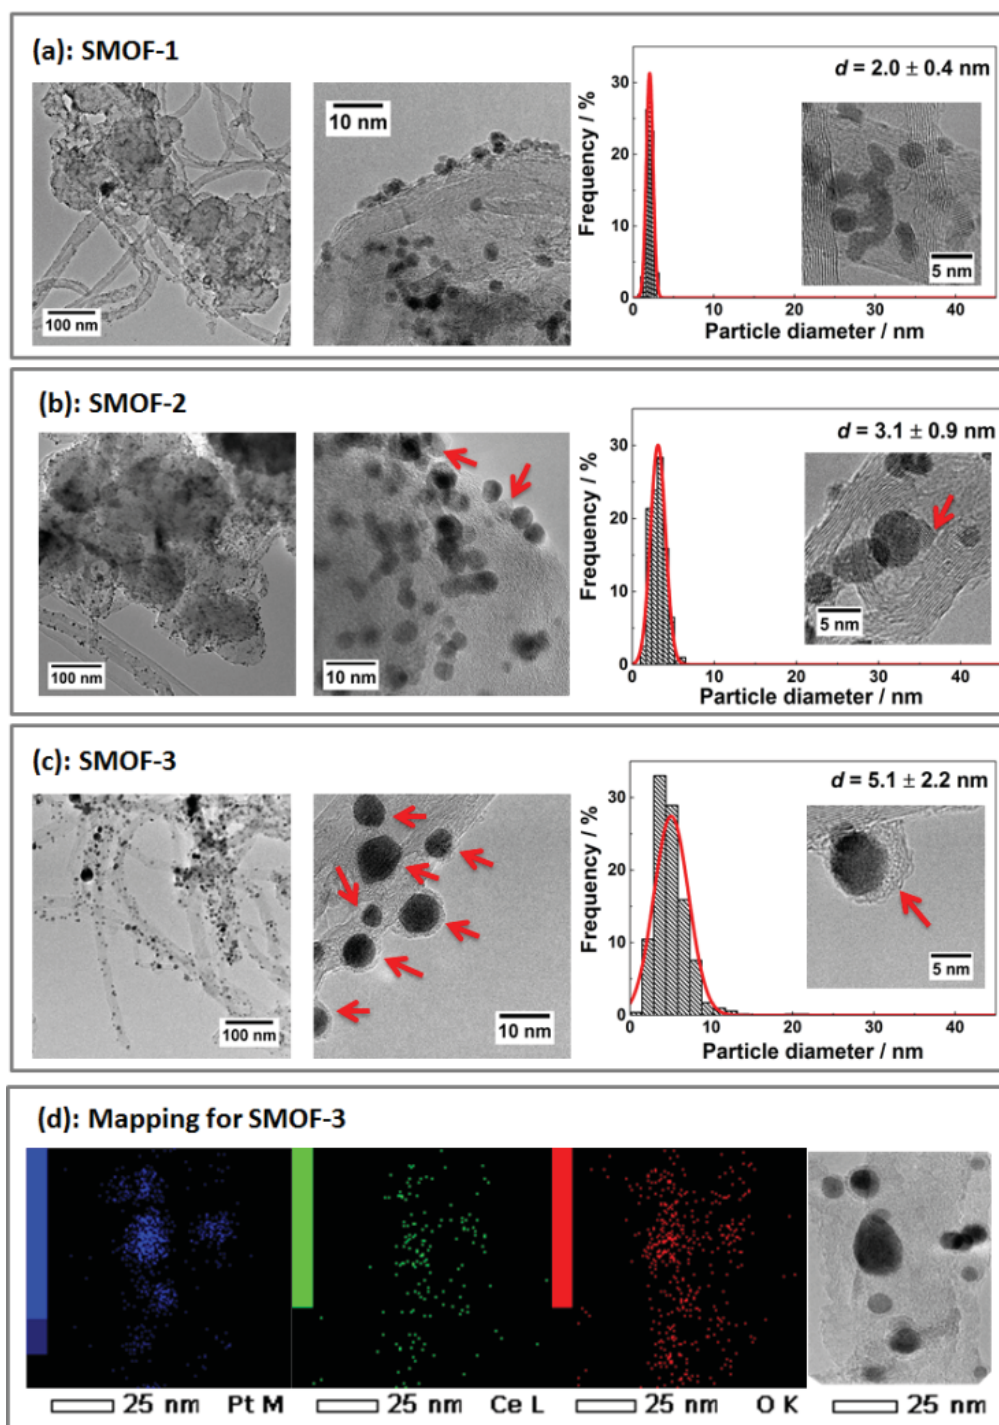 (a): SMOF-1
100 nm
10 nm
Frequency / %
30
20
10
0
d = 2.0 ± 0.4 nm
5 nm
0 10 20 30 40
Particle diameter / nm
(b): SMOF-2
100 nm
10 nm
Frequency / %
30
20
10
0
d = 3.1 ± 0.9 nm
5 nm
0 10 20 30 40
Particle diameter / nm
(c): SMOF-3
100 nm
10 nm
Frequency / %
30
20
10
0
d = 5.1 ± 2.2 nm
5 nm
0 10 20 30 40
Particle diameter / nm
(d): Mapping for SMOF-3
25 nm Pt M
25 nm Ce L
25 nm O K
25 nm